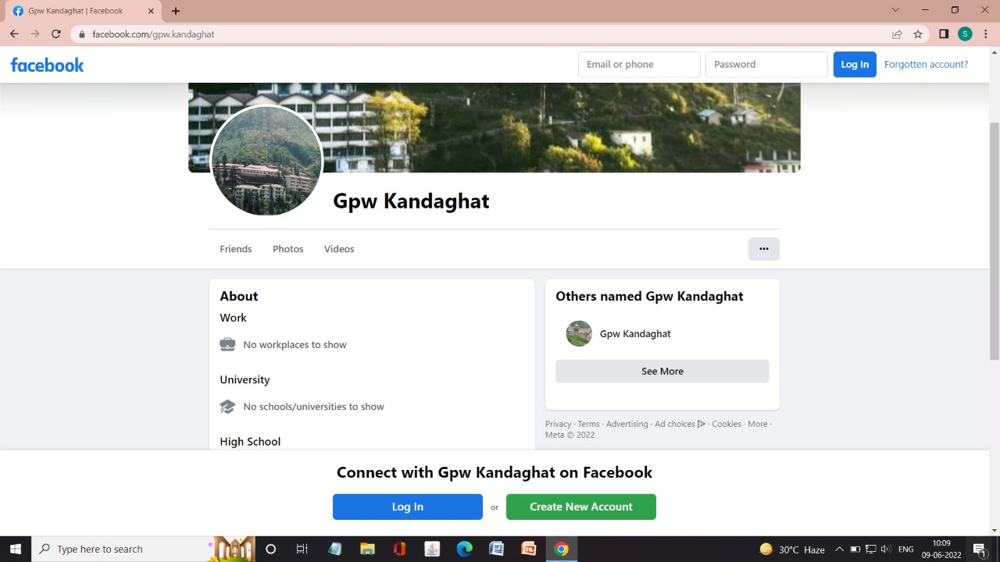 Gpw Kandaghat | Facebook
facebook.com/gpw.kandaghat
S
facebook
Email or phone
Password
Log In
Forgotten account?
Gpw Kandaghat
Friends
Photos
Videos
About
Work
No workplaces to show
University
No schools/universities to show
High School
Others named Gpw Kandaghat
Gpw Kandaghat
See More
Privacy · Terms · Advertising · Ad choices · Cookies · More ·
Meta © 2022
Connect with Gpw Kandaghat on Facebook
Log In
or
Create New Account
Type here to search
30°C Haze
ENG
10:09
09-06-2022
1